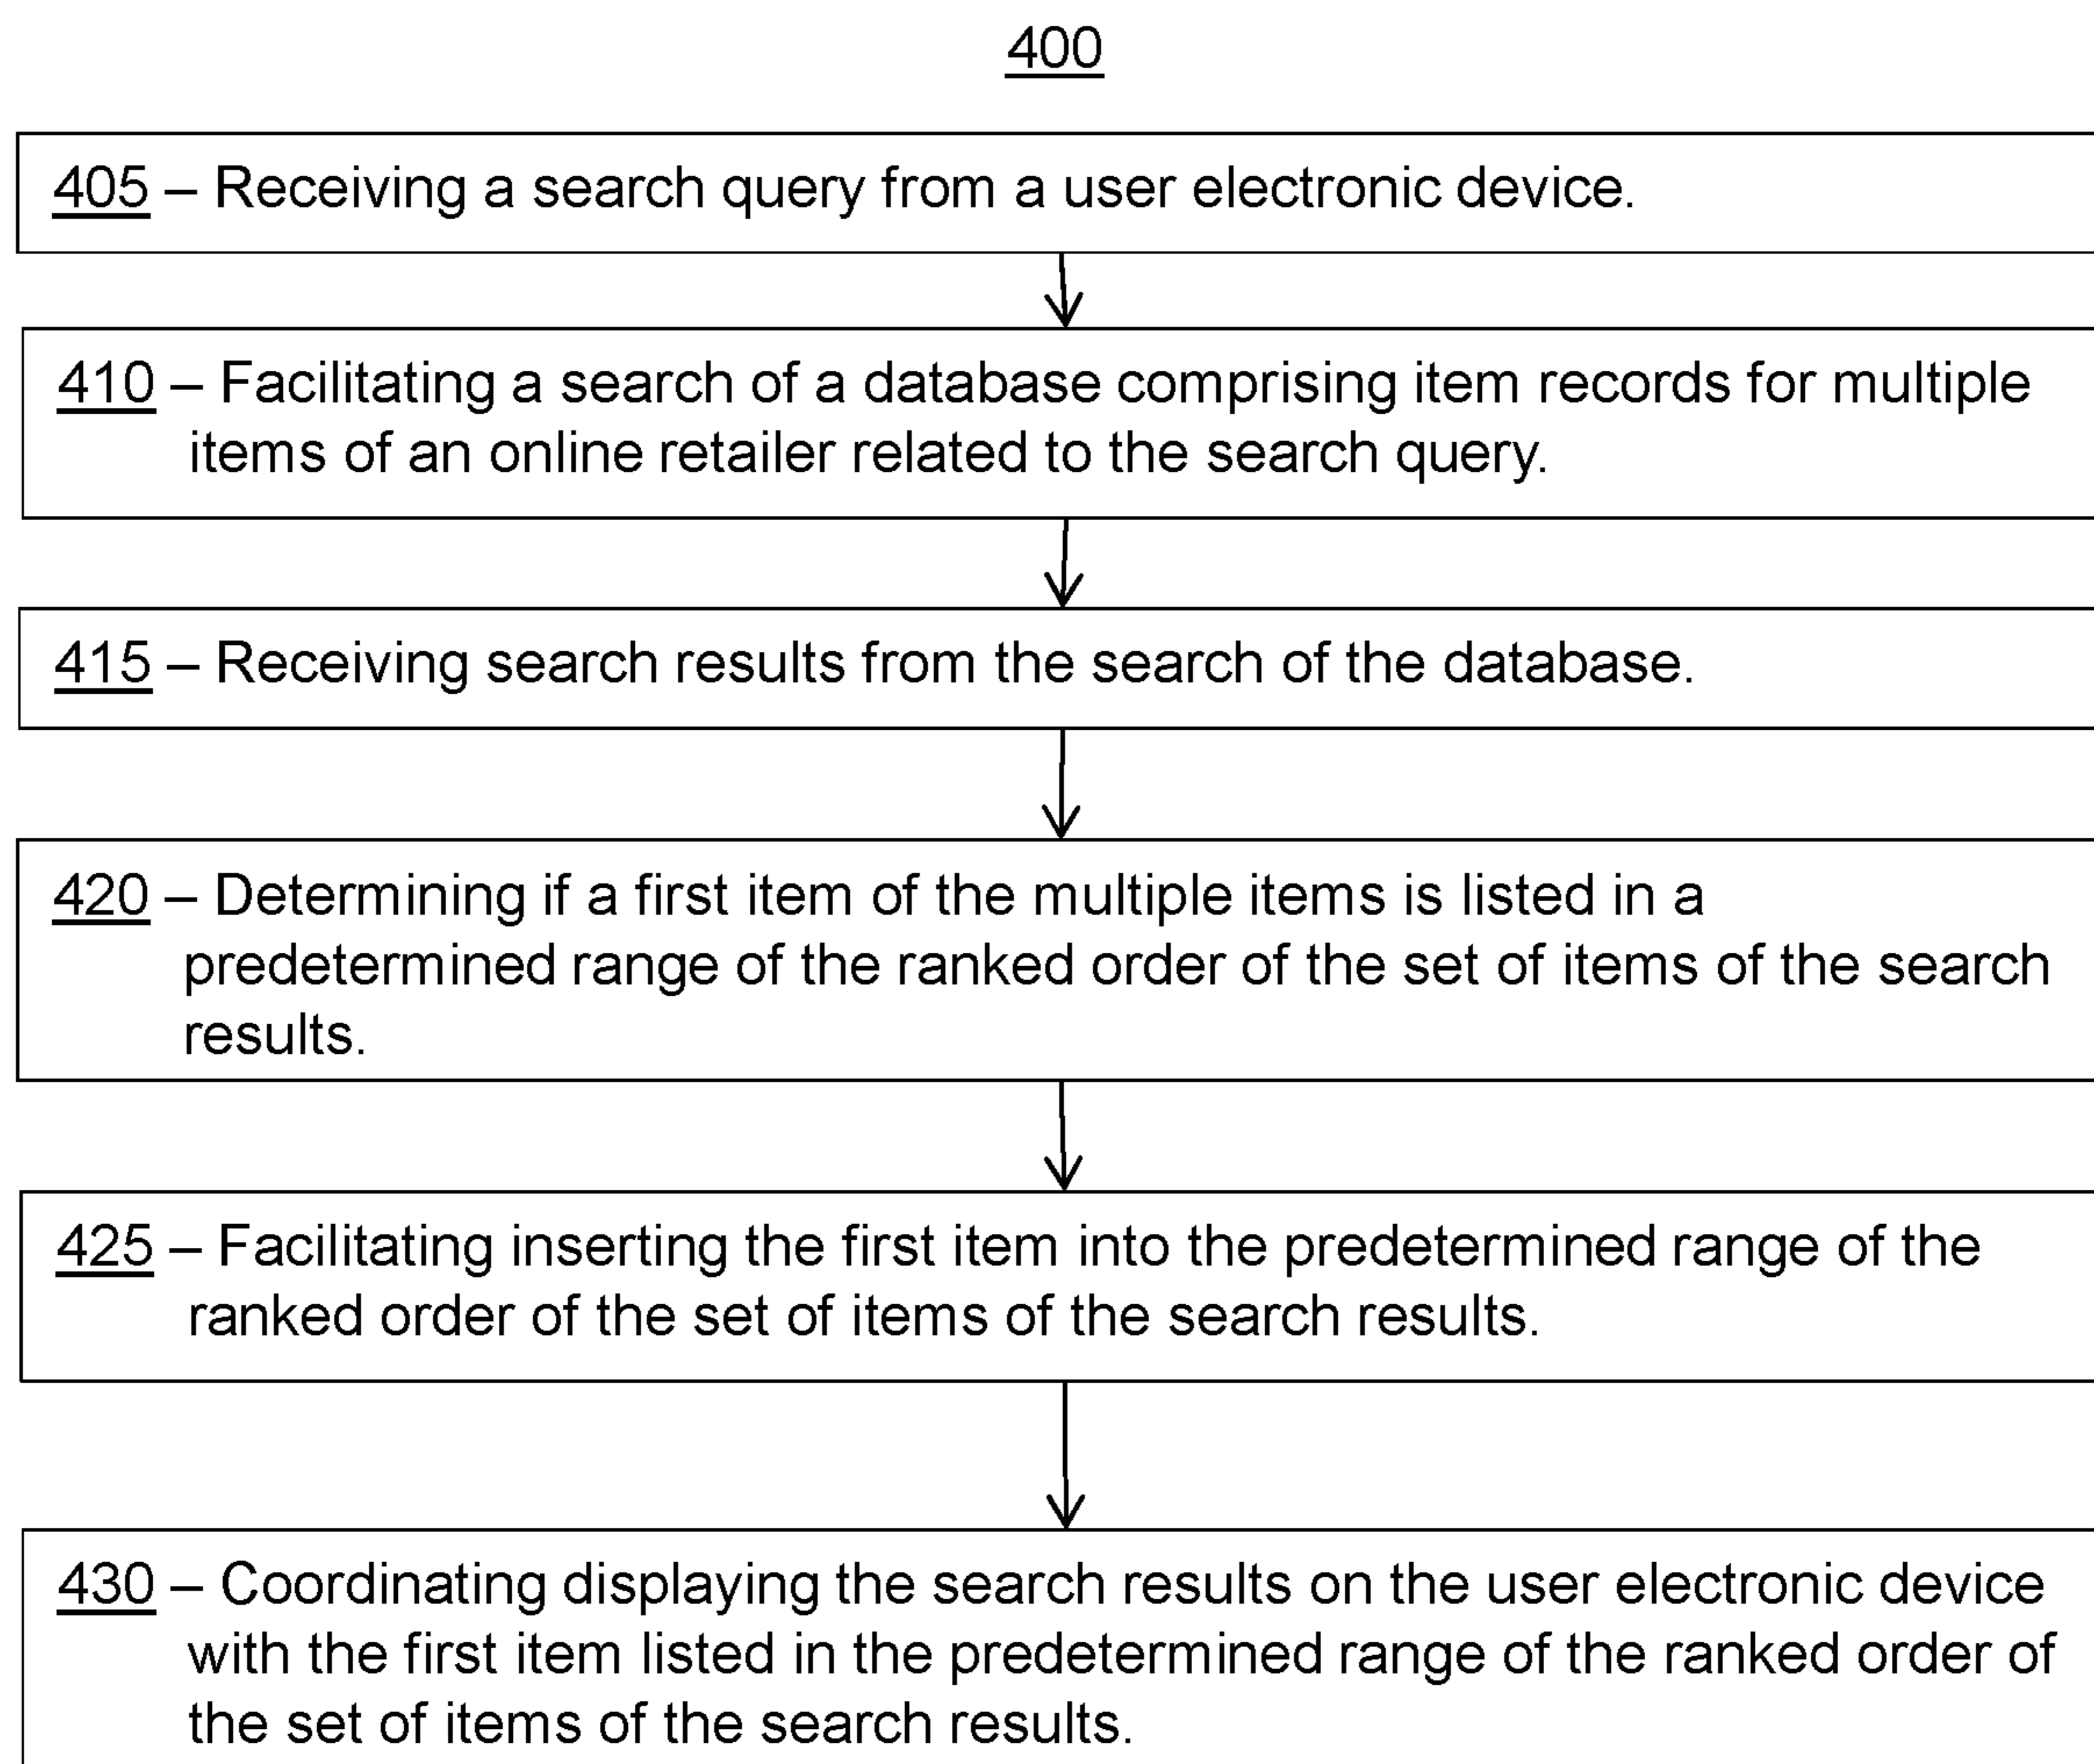 400
405 – Receiving a search query from a user electronic device.
410 – Facilitating a search of a database comprising item records for multiple
items of an online retailer related to the search query.
415 – Receiving search results from the search of the database.
420 – Determining if a first item of the multiple items is listed in a
predetermined range of the ranked order of the set of items of the search
results.
425 – Facilitating inserting the first item into the predetermined range of the
ranked order of the set of items of the search results.
430 – Coordinating displaying the search results on the user electronic device
with the first item listed in the predetermined range of the ranked order of
the set of items of the search results.